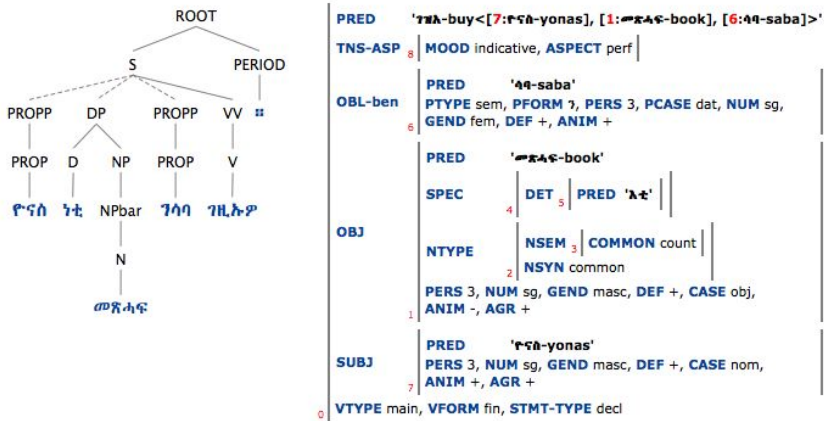 ROOT
S PERIOD
PROPP DP PROPP VV ።
PROP D NP PROP V
ዮናስ ነቲ NPbar ንሳባ ገዚኡዎ
N
መጽሓፍ
PRED 'ገዝአ-buy<[7:ዮናስ-yonas], [1:መጽሓፍ-book], [6:ሳባ-saba]>'
TNS-ASP 8 MOOD indicative, ASPECT perf
PRED 'ሳባ-saba'
OBL-ben PTYPE sem, PFORM ን, PERS 3, PCASE dat, NUM sg,
6 GEND fem, DEF +, ANIM +
PRED 'መጽሓፍ-book'
SPEC 4 DET 5 PRED 'እቲ'
OBJ
NTYPE NSEM 3 COMMON count
2 NSYN common
PERS 3, NUM sg, GEND masc, DEF +, CASE obj,
1 ANIM -, AGR +
PRED 'ዮናስ-yonas'
SUBJ PERS 3, NUM sg, GEND masc, DEF +, CASE nom,
7 ANIM +, AGR +
0 VTYPE main, VFORM fin, STMT-TYPE decl